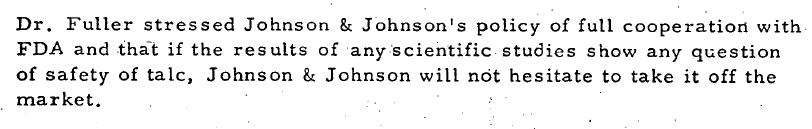 Dr. Fuller stressed Johnson & Johnson's policy of full cooperation with
FDA and that if the results of any scientific studies show any question
of safety of talc, Johnson & Johnson will not hesitate to take it off the
market.